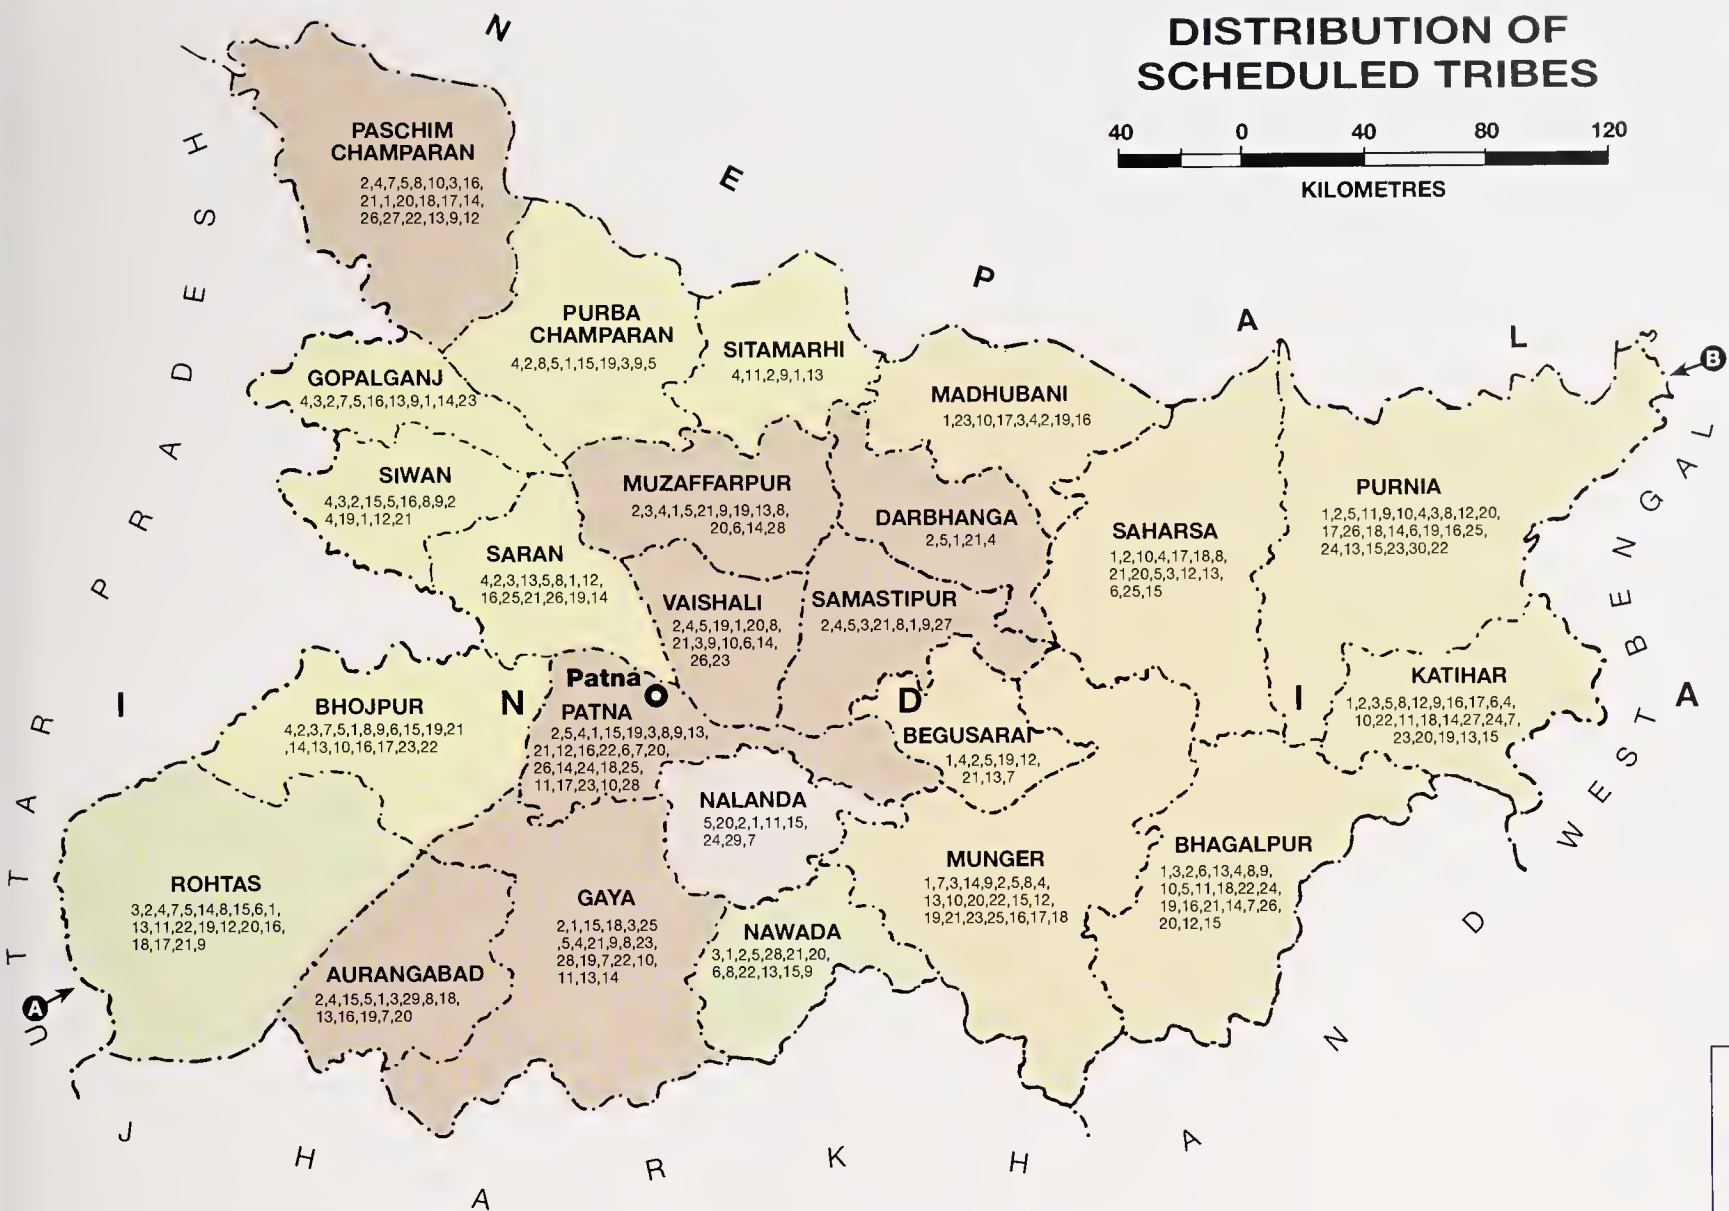 DISTRIBUTION OF
SCHEDULED TRIBES
40 0 40 80 120
KILOMETRES
N E P A L
UTTAR PRADESH
PASCHIM
CHAMPARAN
2,4,7,5,8,10,3,16,
21,1,20,18,17,14,
26,27,22,13,9,12
PURBA
CHAMPARAN
4,2,8,5,1,15,19,3,9,5
SITAMARHI
4,11,2,9,1,13
GOPALGANJ
4,3,2,7,5,16,13,9,1,14,23
MADHUBANI
1,23,10,17,3,4,2,19,16
B
SIWAN
4,3,2,15,5,16,8,9,2
4,19,1,12,21
MUZAFFARPUR
2,3,4,1,5,21,9,19,13,8,
20,6,14,28
DARBHANGA
2,5,1,21,4
SAHARSA
1,2,10,4,17,18,8,
21,20,5,3,12,13,
6,25,15
PURNIA
1,2,5,11,9,10,4,3,8,12,20,
17,26,18,14,6,19,16,25,
24,13,15,23,30,22
SARAN
4,2,3,13,5,8,1,12,
16,25,21,26,19,14
VAISHALI
2,4,5,19,1,20,8,
21,3,9,10,6,14,
26,23
SAMASTIPUR
2,4,5,3,21,8,1,9,27
WEST BENGAL
KATIHAR
1,2,3,5,8,12,9,16,17,6,4,
10,22,11,18,14,27,24,7,
23,20,19,13,15
I N D I A
BHOJPUR
4,2,3,7,5,1,8,9,6,15,19,21
,14,13,10,16,17,23,22
Patna
PATNA
2,5,4,1,15,19,3,8,9,13,
21,12,16,22,6,7,20,
26,14,24,18,25,
11,17,23,10,28
BEGUSARAI
1,4,2,5,19,12,
21,13,7
NALANDA
5,20,2,1,11,15,
24,29,7
MUNGER
1,7,3,14,9,2,5,8,4,
13,10,20,22,15,12,
19,21,23,25,16,17,18
BHAGALPUR
1,3,2,6,13,4,8,9,
10,5,11,18,22,24,
19,16,21,14,7,26,
20,12,15
ROHTAS
3,2,4,7,5,14,8,15,6,1,
13,11,22,19,12,20,16,
18,17,21,9
GAYA
2,1,15,18,3,25
,5,4,21,9,8,23,
28,19,7,22,10,
11,13,14
NAWADA
3,1,2,5,28,21,20,
6,8,22,13,15,9
AURANGABAD
2,4,15,5,1,3,29,8,18,
13,16,19,7,20
A
JHARKHAND